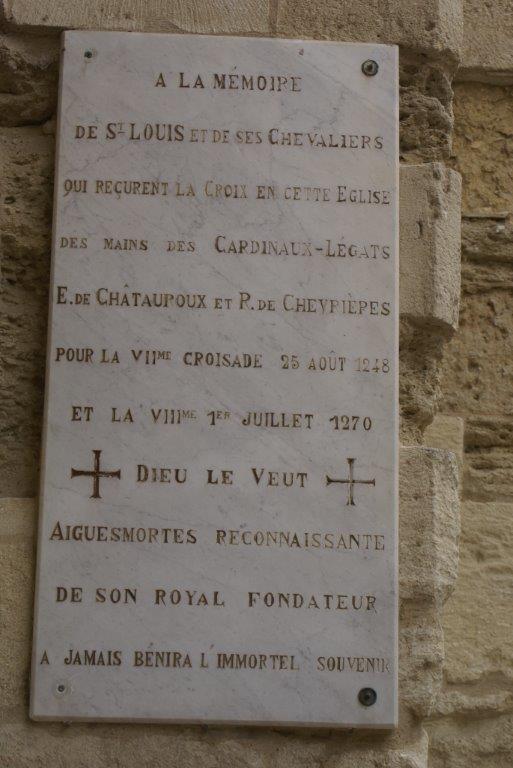 A LA MÉMOIRE
DE ST LOUIS ET DE SES CHEVALIERS
QUI REÇURENT LA CROIX EN CETTE EGLISE
DES MAINS DES CARDINAUX-LÉGATS
E. DE CHÂTAUROUX ET R. DE CHEVRIÈRES
POUR LA VIIME CROISADE 25 AOÛT 1248
ET LA VIIIME 1ER JUILLET 1270
DIEU LE VEUT
AIGUESMORTES RECONNAISSANTE
DE SON ROYAL FONDATEUR
A JAMAIS BÉNIRA L'IMMORTEL SOUVENIR